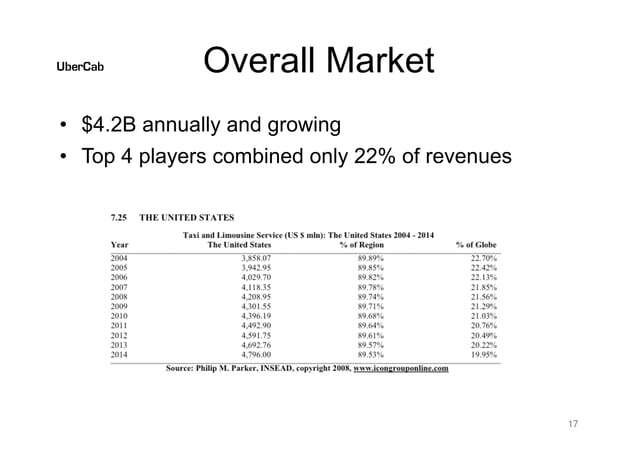 UberCab
Overall Market
• $4.2B annually and growing
• Top 4 players combined only 22% of revenues
7.25 THE UNITED STATES
Taxi and Limousine Service (US $ mln): The United States 2004 - 2014
Year The United States % of Region % of Globe
2004 3,858.07 89.89% 22.70%
2005 3,942.95 89.85% 22.42%
2006 4,029.70 89.82% 22.13%
2007 4,118.35 89.78% 21.85%
2008 4,208.95 89.74% 21.56%
2009 4,301.55 89.71% 21.29%
2010 4,396.19 89.68% 21.03%
2011 4,492.90 89.64% 20.76%
2012 4,591.75 89.61% 20.49%
2013 4,692.76 89.57% 20.22%
2014 4,796.00 89.53% 19.95%
Source: Philip M. Parker, INSEAD, copyright 2008, www.icongrouponline.com
17